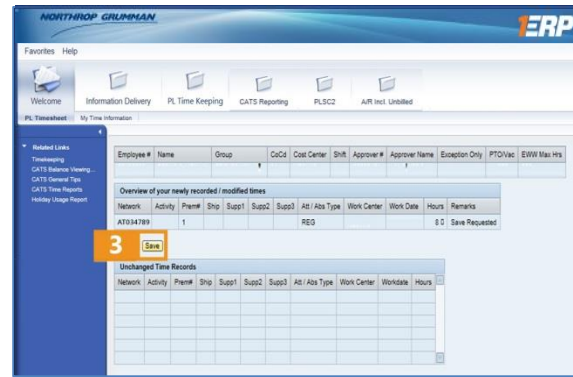 NORTHROP GRUMMAN
1ERP
Favorites Help
Welcome Information Delivery PL Time Keeping CATS Reporting PLSC2 A/R Incl. Unbilled
PL Timesheet My Time Information
Related Links
Timekeeping
CATS Balance Viewing...
CATS General Tips
CATS Time Reports
Holiday Usage Report
Employee # Name Group CoCd Cost Center Shift Approver # Approver Name Exception Only PTO/Vac EWW Max Hrs
Overview of your newly recorded / modified times
Network Activity Prem# Ship Supp1 Supp2 Supp3 Att / Abs Type Work Center Work Date Hours Remarks
AT034789 1 REG 8 0 Save Requested
3 Save
Unchanged Time Records
Network Activity Prem# Ship Supp1 Supp2 Supp3 Att / Abs Type Work Center Workdate Hours